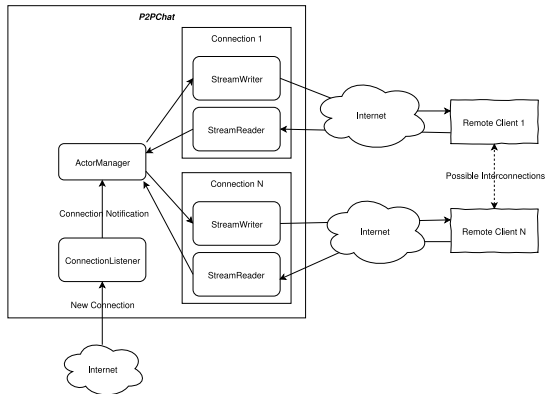 P2PChat
Connection 1
StreamWriter
StreamReader
Internet
Remote Client 1
ActorManager
Possible Interconnections
Connection N
Connection Notification
StreamWriter
Internet
Remote Client N
ConnectionListener
StreamReader
New Connection
Internet